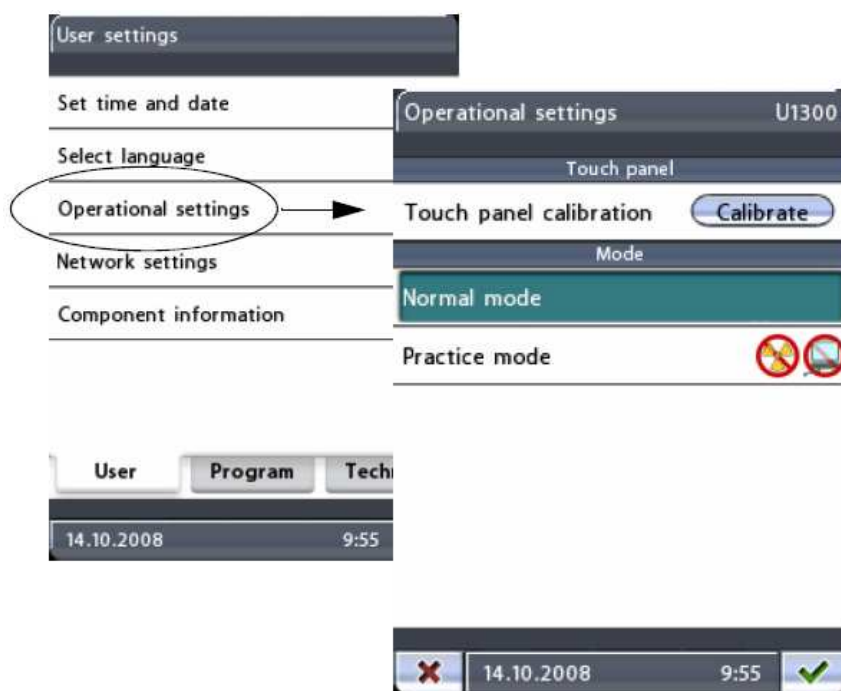 User settings
Set time and date
Select language
Operational settings
Network settings
Component information
User Program Techn
14.10.2008 9:55
Operational settings U1300
Touch panel
Touch panel calibration Calibrate
Mode
Normal mode
Practice mode
14.10.2008 9:55